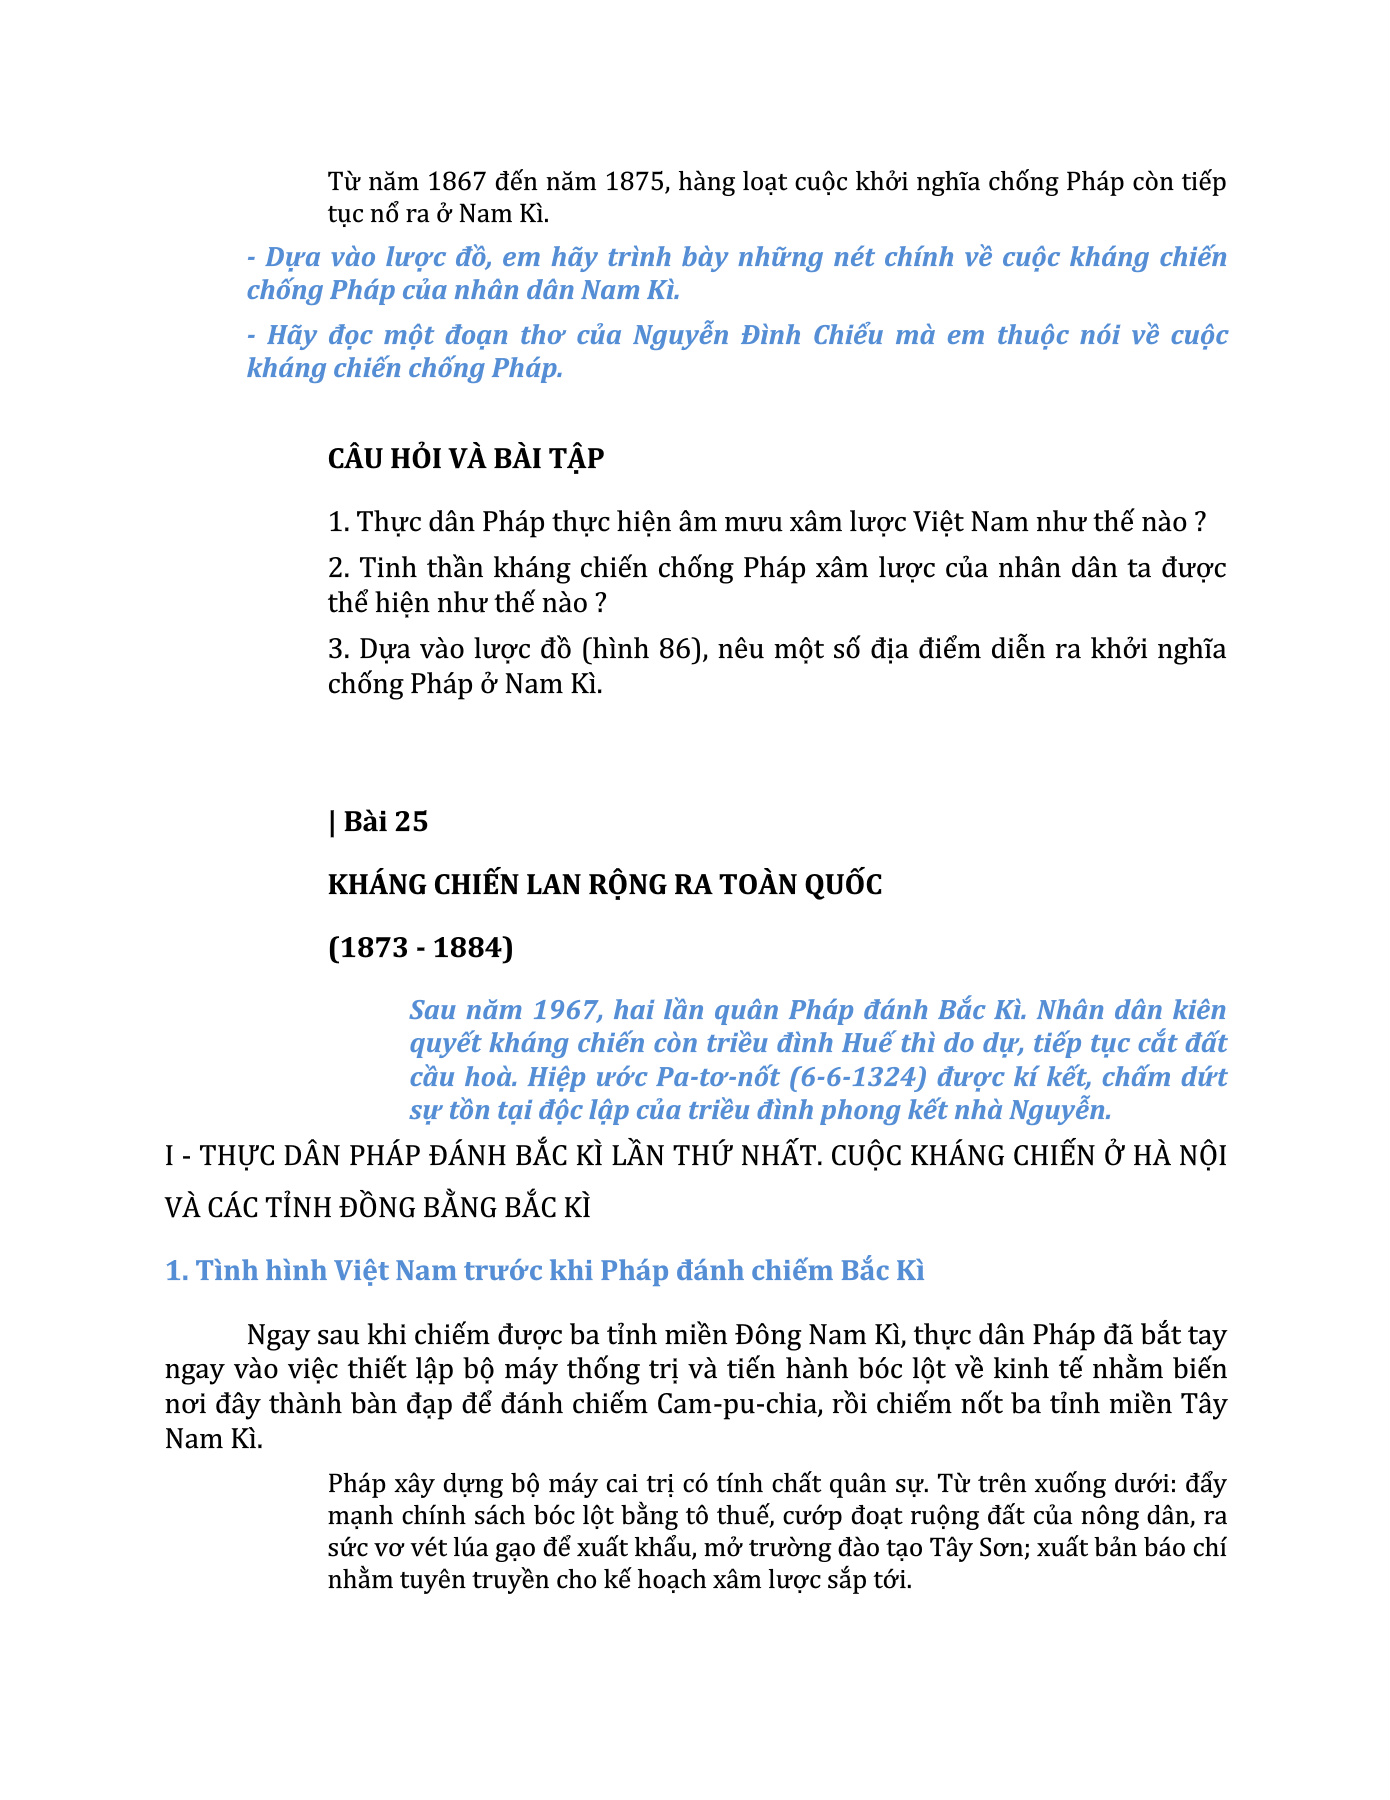 Từ năm 1867 đến năm 1875, hàng loạt cuộc khởi nghĩa chống Pháp còn tiếp
tục nổ ra ở Nam Kì.
- Dựa vào lược đồ, em hãy trình bày những nét chính về cuộc kháng chiến
chống Pháp của nhân dân Nam Kì.
- Hãy đọc một đoạn thơ của Nguyễn Đình Chiểu mà em thuộc nói về cuộc
kháng chiến chống Pháp.
CÂU HỎI VÀ BÀI TẬP
1. Thực dân Pháp thực hiện âm mưu xâm lược Việt Nam như thế nào ?
2. Tinh thần kháng chiến chống Pháp xâm lược của nhân dân ta được
thể hiện như thế nào ?
3. Dựa vào lược đồ (hình 86), nêu một số địa điểm diễn ra khởi nghĩa
chống Pháp ở Nam Kì.
| Bài 25
KHÁNG CHIẾN LAN RỘNG RA TOÀN QUỐC
(1873 - 1884)
Sau năm 1967, hai lần quân Pháp đánh Bắc Kì. Nhân dân kiên
quyết kháng chiến còn triều đình Huế thì do dự, tiếp tục cắt đất
cầu hoà. Hiệp ước Pa-tơ-nốt (6-6-1324) được kí kết, chấm dứt
sự tồn tại độc lập của triều đình phong kết nhà Nguyễn.
I - THỰC DÂN PHÁP ĐÁNH BẮC KÌ LẦN THỨ NHẤT. CUỘC KHÁNG CHIẾN Ở HÀ NỘI
VÀ CÁC TỈNH ĐỒNG BẰNG BẮC KÌ
1. Tình hình Việt Nam trước khi Pháp đánh chiếm Bắc Kì
Ngay sau khi chiếm được ba tỉnh miền Đông Nam Kì, thực dân Pháp đã bắt tay
ngay vào việc thiết lập bộ máy thống trị và tiến hành bóc lột về kinh tế nhằm biến
nơi đây thành bàn đạp để đánh chiếm Cam-pu-chia, rồi chiếm nốt ba tỉnh miền Tây
Nam Kì.
Pháp xây dựng bộ máy cai trị có tính chất quân sự. Từ trên xuống dưới: đẩy
mạnh chính sách bóc lột bằng tô thuế, cướp đoạt ruộng đất của nông dân, ra
sức vơ vét lúa gạo để xuất khẩu, mở trường đào tạo Tây Sơn; xuất bản báo chí
nhằm tuyên truyền cho kế hoạch xâm lược sắp tới.